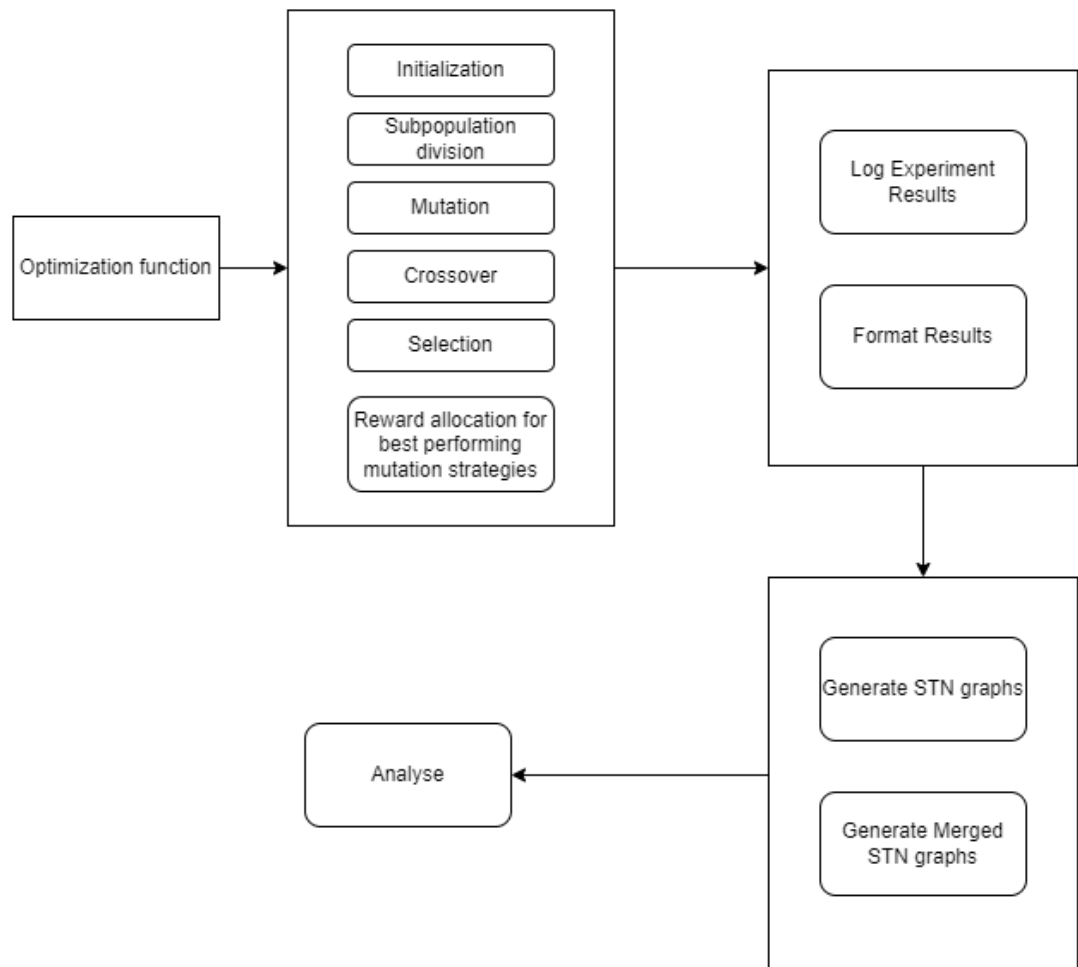 Optimization function
Initialization
Subpopulation
division
Mutation
Crossover
Selection
Reward allocation for
best performing
mutation strategies
Log Experiment
Results
Format Results
Generate STN graphs
Generate Merged
STN graphs
Analyse